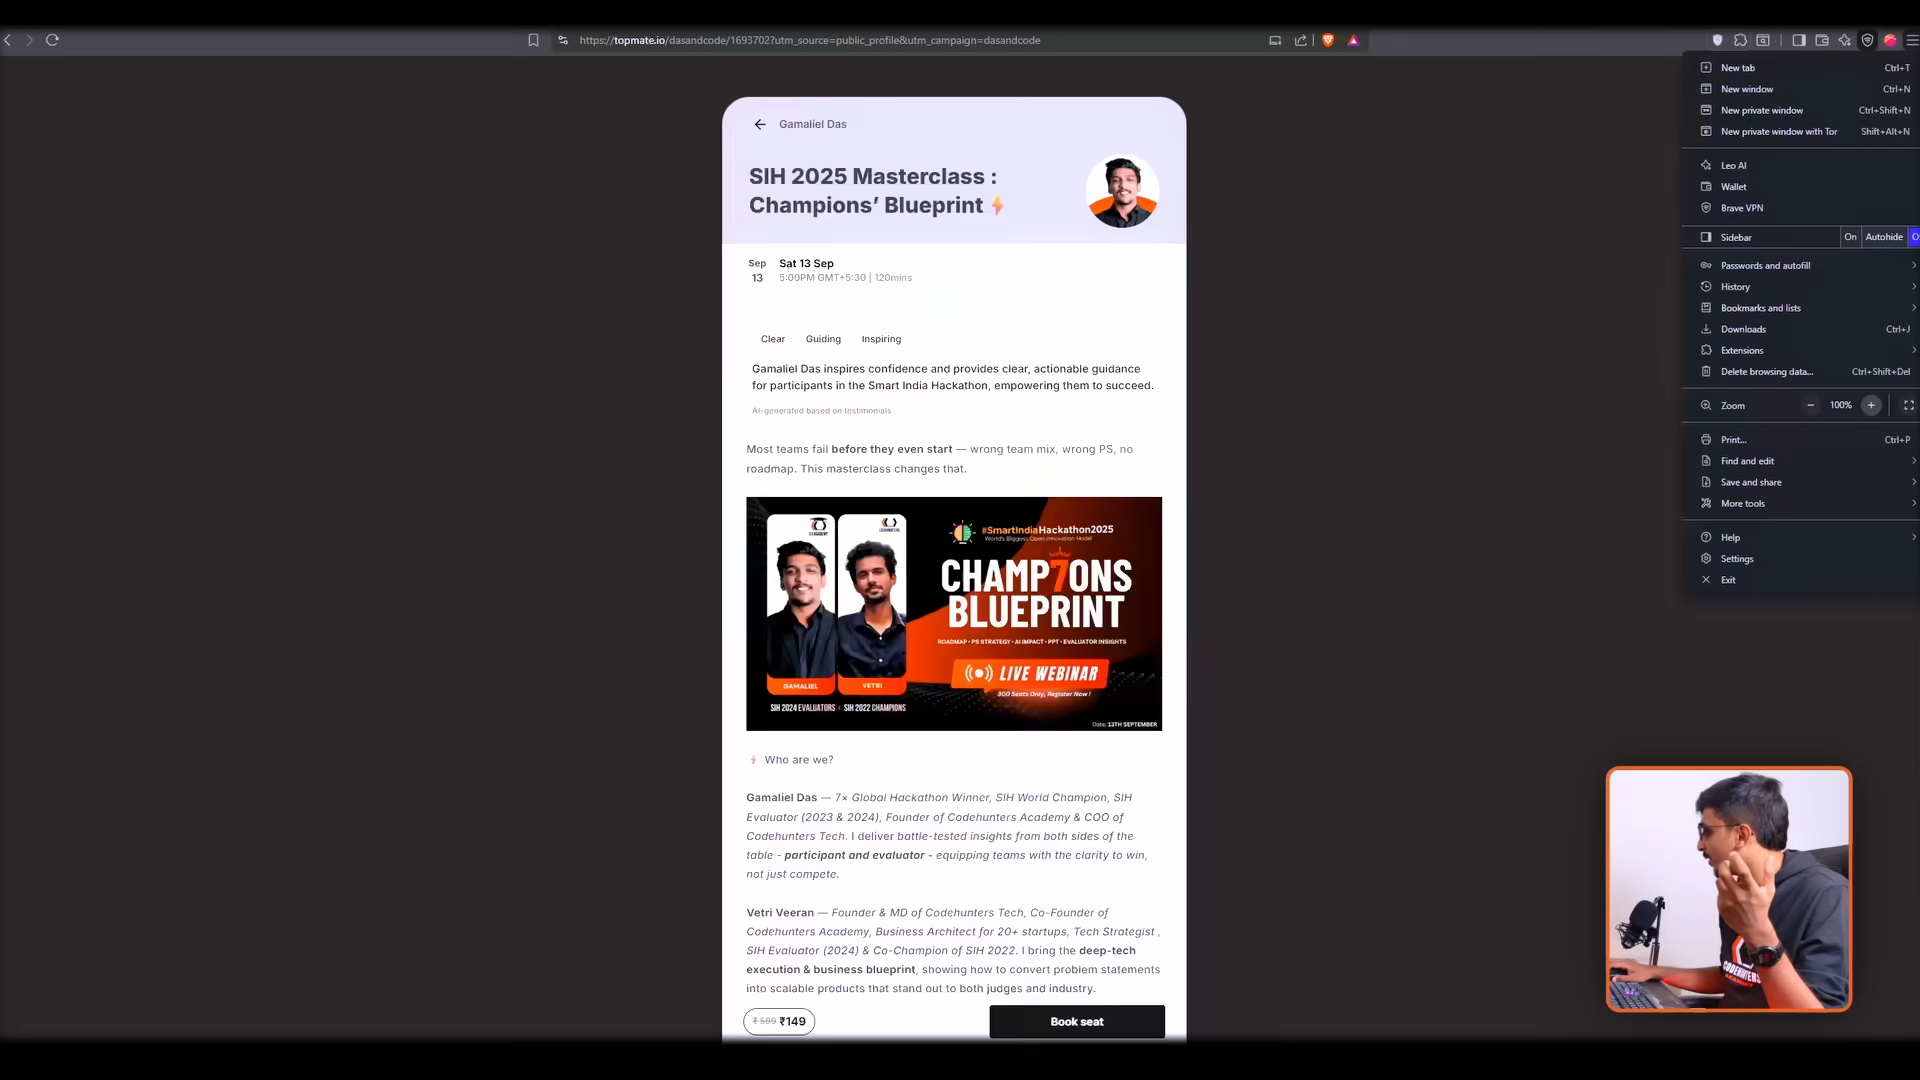 https://topmate.io/dasandcode/1693702?utm_source=public_profile&utm_campaign=dasandcode
New tab Ctrl+T
New window Ctrl+N
New private window Ctrl+Shift+N
New private window with Tor Shift+Alt+N
Leo AI
Wallet
Brave VPN
Sidebar On Autohide
Passwords and autofill
History
Bookmarks and lists
Downloads Ctrl+J
Extensions
Delete browsing data... Ctrl+Shift+Del
Zoom − 100% +
Print... Ctrl+P
Find and edit
Save and share
More tools
Help
Settings
Exit
Gamaliel Das
SIH 2025 Masterclass :
Champions’ Blueprint
Sep Sat 13 Sep
13 5:00PM GMT+5:30 | 120mins
Clear Guiding Inspiring
Gamaliel Das inspires confidence and provides clear, actionable guidance
for participants in the Smart India Hackathon, empowering them to succeed.
AI-generated based on testimonials
Most teams fail before they even start — wrong team mix, wrong PS, no
roadmap. This masterclass changes that.
#SmartIndiaHackathon2025
World's Biggest Open Innovation Model
CHAMP7ONS
BLUEPRINT
ROADMAP • PS STRATEGY • AI IMPACT • PPT • EVALUATOR INSIGHTS
LIVE WEBINAR
300 Seats Only, Register Now !
GAMALIEL VETRI
SIH 2024 EVALUATORS SIH 2022 CHAMPIONS
Date: 13TH SEPTEMBER
Who are we?
Gamaliel Das — 7× Global Hackathon Winner, SIH World Champion, SIH
Evaluator (2023 & 2024), Founder of Codehunters Academy & COO of
Codehunters Tech. I deliver battle-tested insights from both sides of the
table - participant and evaluator - equipping teams with the clarity to win,
not just compete.
Vetri Veeran — Founder & MD of Codehunters Tech, Co-Founder of
Codehunters Academy, Business Architect for 20+ startups, Tech Strategist ,
SIH Evaluator (2024) & Co-Champion of SIH 2022. I bring the deep-tech
execution & business blueprint, showing how to convert problem statements
into scalable products that stand out to both judges and industry.
₹149
Book seat